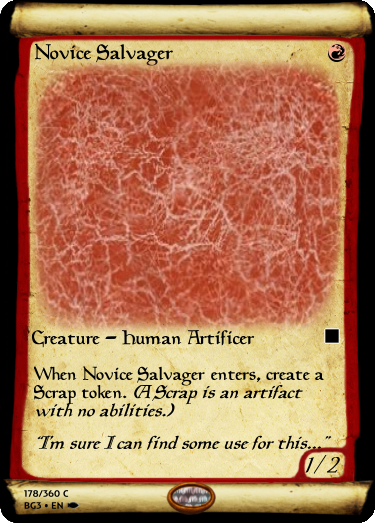 Novice Salvager
Creature – Human Artificer
When Novice Salvager enters, create a
Scrap token. (A Scrap is an artifact
with no abilities.)
"I'm sure I can find some use for this..."
1/2
178/360 C
BG3 • EN